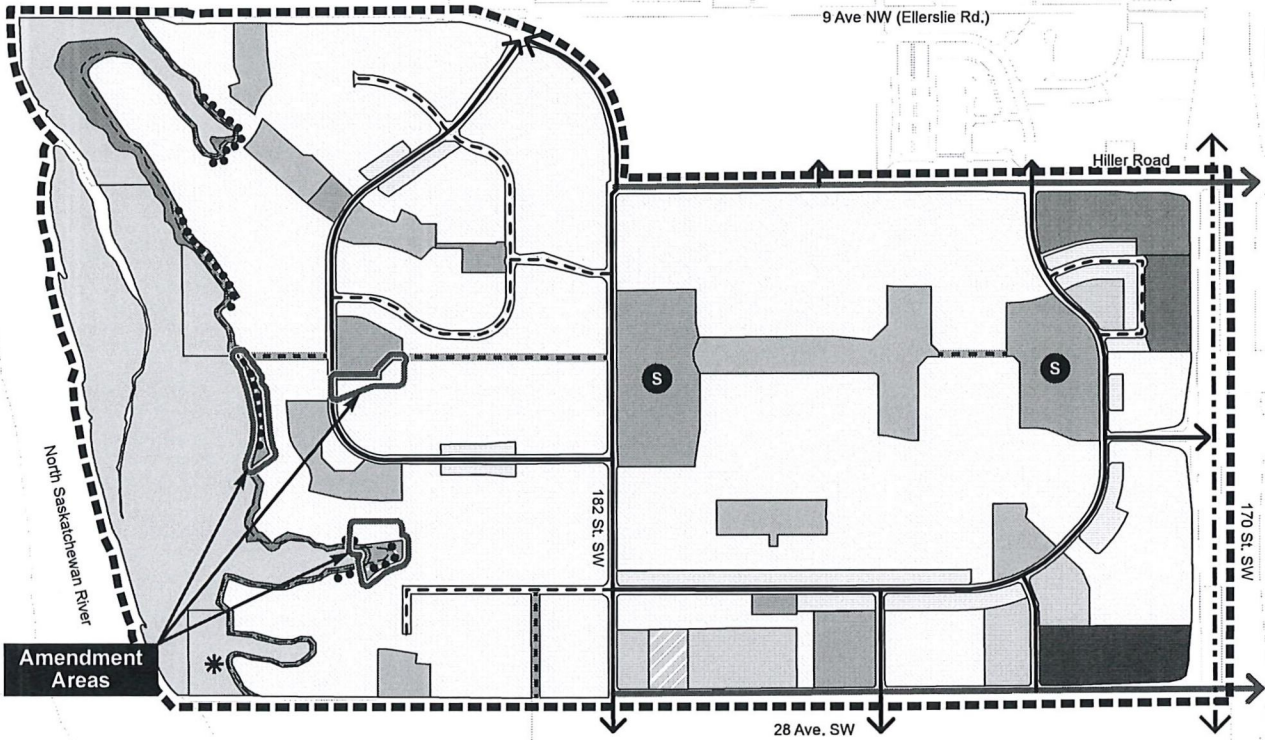 9 Ave NW (Ellerslie Rd.)
Hiller Road
S
S
North Saskatchewan River
182 St. SW
170 St. SW
Amendment
Areas
28 Ave. SW